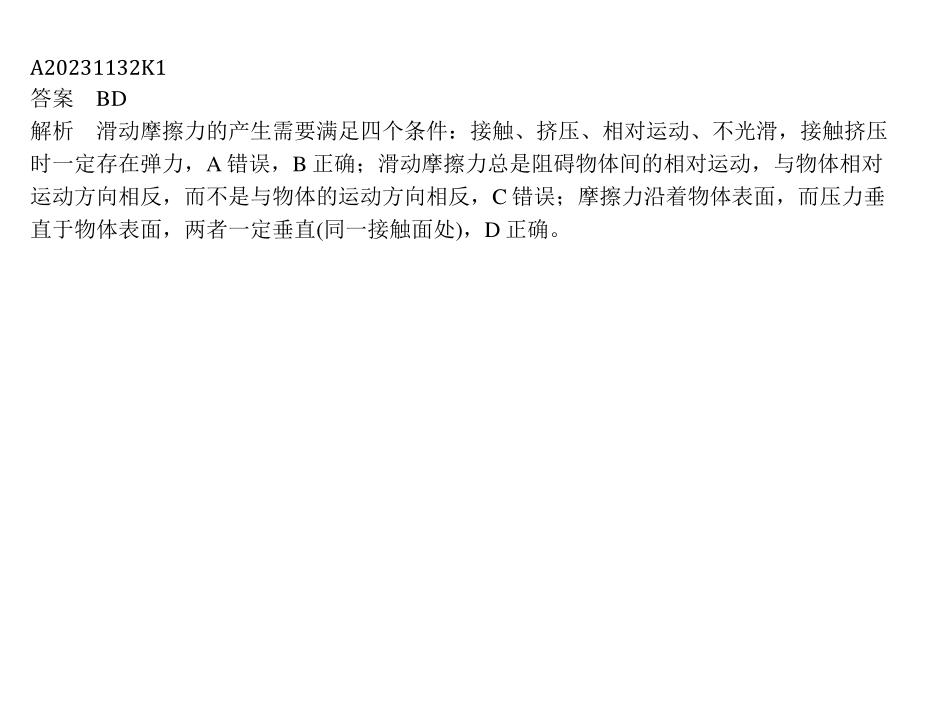 A20231132K1
答案　BD
解析　滑动摩擦力的产生需要满足四个条件：接触、挤压、相对运动、不光滑，接触挤压
时一定存在弹力，A 错误，B 正确；滑动摩擦力总是阻碍物体间的相对运动，与物体相对
运动方向相反，而不是与物体的运动方向相反，C 错误；摩擦力沿着物体表面，而压力垂
直于物体表面，两者一定垂直(同一接触面处)，D 正确。